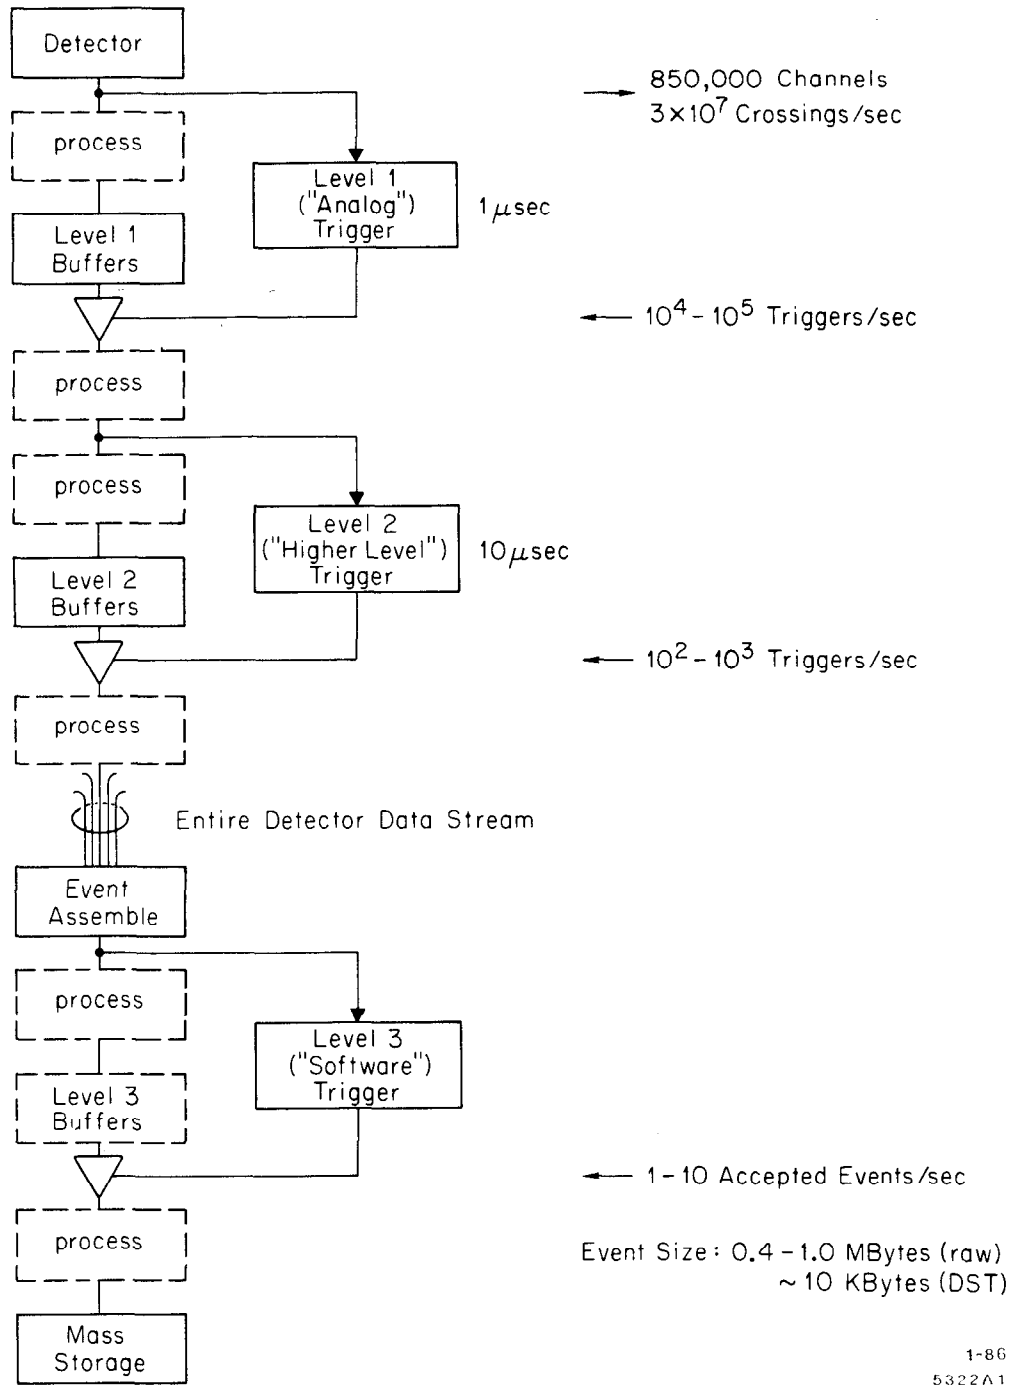 Detector
850,000 Channels
3×10⁷ Crossings/sec
process
Level 1
("Analog")
Trigger
1 μsec
Level 1
Buffers
10⁴–10⁵ Triggers/sec
process
process
Level 2
("Higher Level")
Trigger
10 μsec
Level 2
Buffers
10²–10³ Triggers/sec
process
Entire Detector Data Stream
Event
Assemble
process
Level 3
("Software")
Trigger
Level 3
Buffers
1–10 Accepted Events/sec
process
Event Size: 0.4–1.0 MBytes (raw)
~10 KBytes (DST)
Mass
Storage
1-86
5322A1